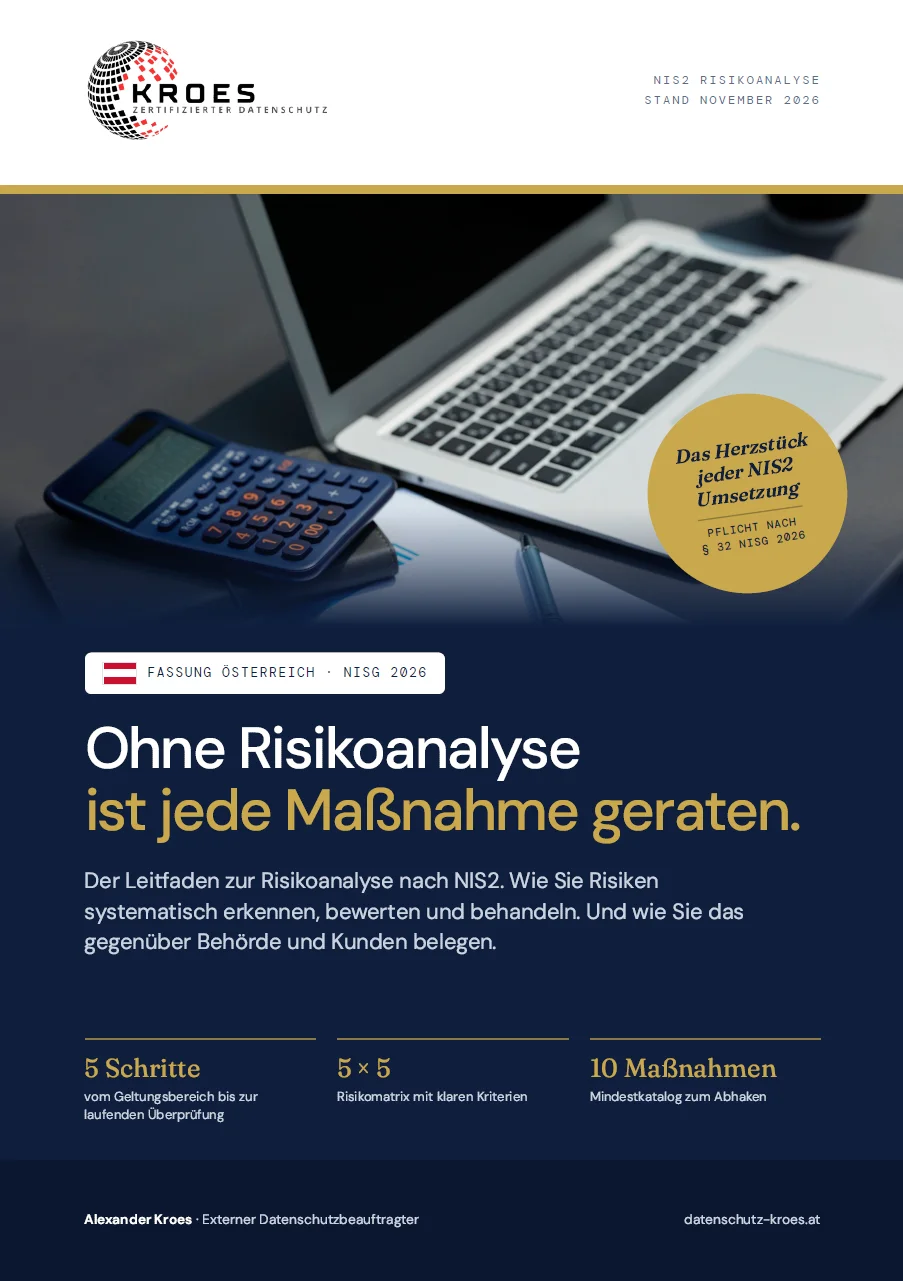 KROES
ZERTIFIZIERTER DATENSCHUTZ
NIS2 RISIKOANALYSE
STAND NOVEMBER 2026
Das Herzstück
jeder NIS2
Umsetzung
PFLICHT NACH
§ 32 NISG 2026
FASSUNG ÖSTERREICH · NISG 2026
Ohne Risikoanalyse
ist jede Maßnahme geraten.
Der Leitfaden zur Risikoanalyse nach NIS2. Wie Sie Risiken
systematisch erkennen, bewerten und behandeln. Und wie Sie das
gegenüber Behörde und Kunden belegen.
5 Schritte
vom Geltungsbereich bis zur
laufenden Überprüfung
5 × 5
Risikomatrix mit klaren Kriterien
10 Maßnahmen
Mindestkatalog zum Abhaken
Alexander Kroes · Externer Datenschutzbeauftragter
datenschutz-kroes.at